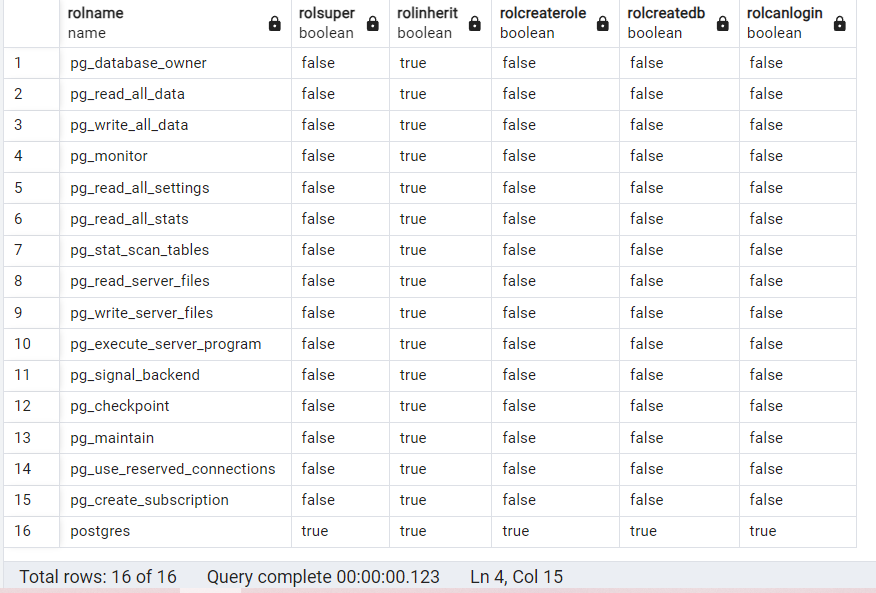 rolname rolsuper rolinherit rolcreaterole rolcreatedb rolcanlogin
name boolean boolean boolean boolean boolean
1 pg_database_owner false true false false false
2 pg_read_all_data false true false false false
3 pg_write_all_data false true false false false
4 pg_monitor false true false false false
5 pg_read_all_settings false true false false false
6 pg_read_all_stats false true false false false
7 pg_stat_scan_tables false true false false false
8 pg_read_server_files false true false false false
9 pg_write_server_files false true false false false
10 pg_execute_server_program false true false false false
11 pg_signal_backend false true false false false
12 pg_checkpoint false true false false false
13 pg_maintain false true false false false
14 pg_use_reserved_connections false true false false false
15 pg_create_subscription false true false false false
16 postgres true true true true true
Total rows: 16 of 16 Query complete 00:00:00.123 Ln 4, Col 15